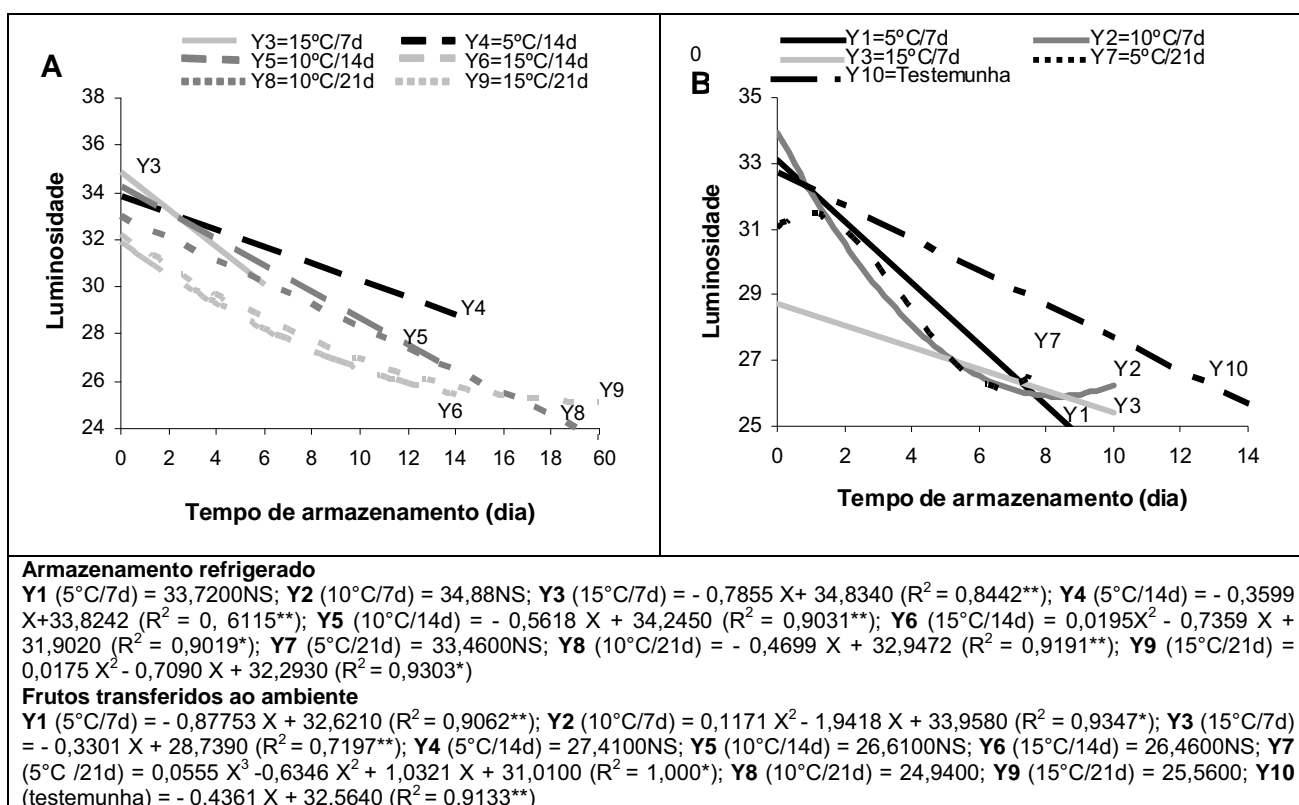 A
Y3=15ºC/7d Y4=5ºC/14d
Y5=10ºC/14d Y6=15ºC/14d
Y8=10ºC/21d Y9=15ºC/21d
38
36
34
32
30
28
26
24
Luminosidade
Y3
Y4
Y5
Y6
Y8
Y9
0 2 4 6 8 10 12 14 16 18 60
Tempo de armazenamento (dia)
0
B
Y1=5ºC/7d Y2=10ºC/7d
Y3=15ºC/7d Y7=5ºC/21d
Y10=Testemunha
35
33
31
29
27
25
Luminosidade
Y7
Y2
Y10
Y1
Y3
0 2 4 6 8 10 12 14
Tempo de armazenamento (dia)
Armazenamento refrigerado
Y1 (5°C/7d) = 33,7200NS; Y2 (10°C/7d) = 34,88NS; Y3 (15°C/7d) = - 0,7855 X+ 34,8340 (R² = 0,8442**); Y4 (5°C/14d) = - 0,3599
X+33,8242 (R² = 0, 6115**); Y5 (10°C/14d) = - 0,5618 X + 34,2450 (R² = 0,9031**); Y6 (15°C/14d) = 0,0195X² - 0,7359 X +
31,9020 (R² = 0,9019*); Y7 (5°C/21d) = 33,4600NS; Y8 (10°C/21d) = - 0,4699 X + 32,9472 (R² = 0,9191**); Y9 (15°C/21d) =
0,0175 X² - 0,7090 X + 32,2930 (R² = 0,9303*)
Frutos transferidos ao ambiente
Y1 (5°C/7d) = - 0,87753 X + 32,6210 (R² = 0,9062**); Y2 (10°C/7d) = 0,1171 X² - 1,9418 X + 33,9580 (R² = 0,9347*); Y3 (15°C/7d)
= - 0,3301 X + 28,7390 (R² = 0,7197**); Y4 (5°C/14d) = 27,4100NS; Y5 (10°C/14d) = 26,6100NS; Y6 (15°C/14d) = 26,4600NS; Y7
(5°C /21d) = 0,0555 X³ -0,6346 X² + 1,0321 X + 31,0100 (R² = 1,000*); Y8 (10°C/21d) = 24,9400; Y9 (15°C/21d) = 25,5600; Y10
(testemunha) = - 0,4361 X + 32,5640 (R² = 0,9133**)